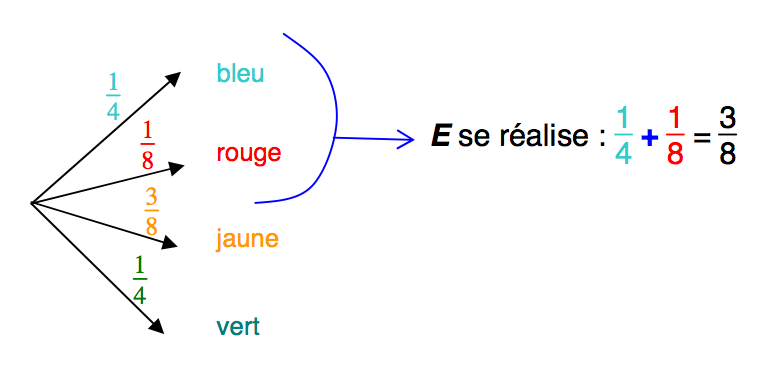 1/4 bleu
1/8 rouge
E se réalise : 1/4 + 1/8 = 3/8
3/8 jaune
1/4 vert